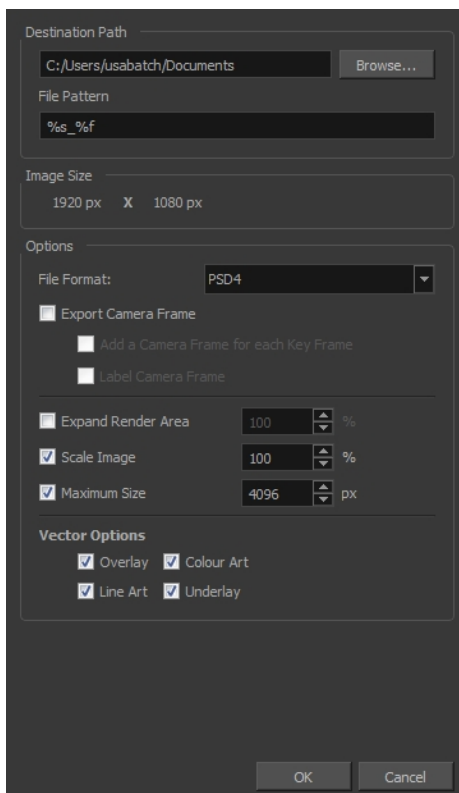 Destination Path
C:/Users/usabatch/Documents Browse...
File Pattern
%s_%f
Image Size
1920 px X 1080 px
Options
File Format: PSD4
Export Camera Frame
Add a Camera Frame for each Key Frame
Label Camera Frame
Expand Render Area 100 %
Scale Image 100 %
Maximum Size 4096 px
Vector Options
Overlay Colour Art
Line Art Underlay
OK Cancel